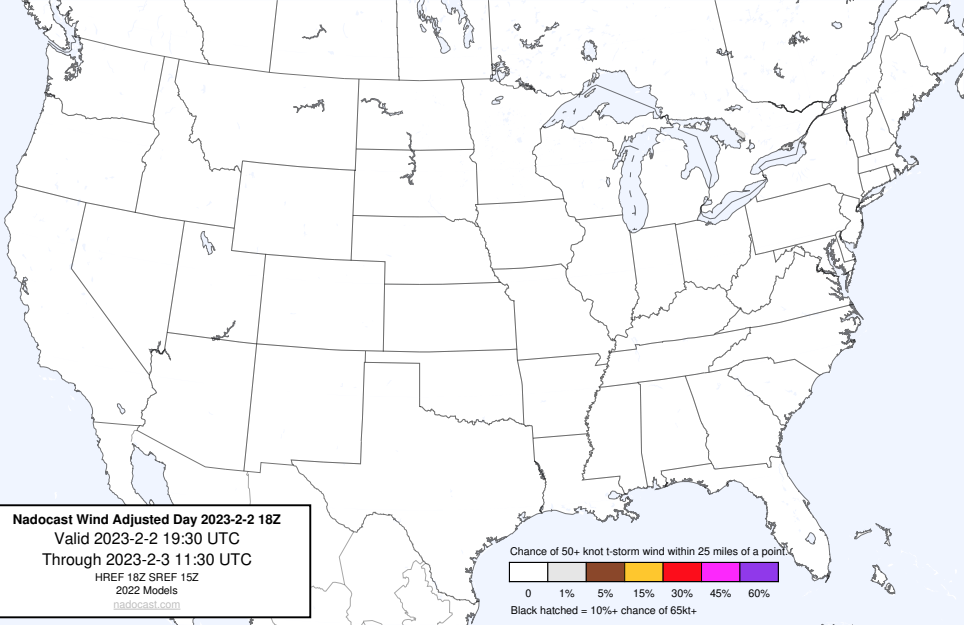 Nadocast Wind Adjusted Day 2023-2-2 18Z
Valid 2023-2-2 19:30 UTC
Through 2023-2-3 11:30 UTC
HREF 18Z SREF 15Z
2022 Models
nadocast.com
Chance of 50+ knot t-storm wind within 25 miles of a point.
0 1% 5% 15% 30% 45% 60%
Black hatched = 10%+ chance of 65kt+